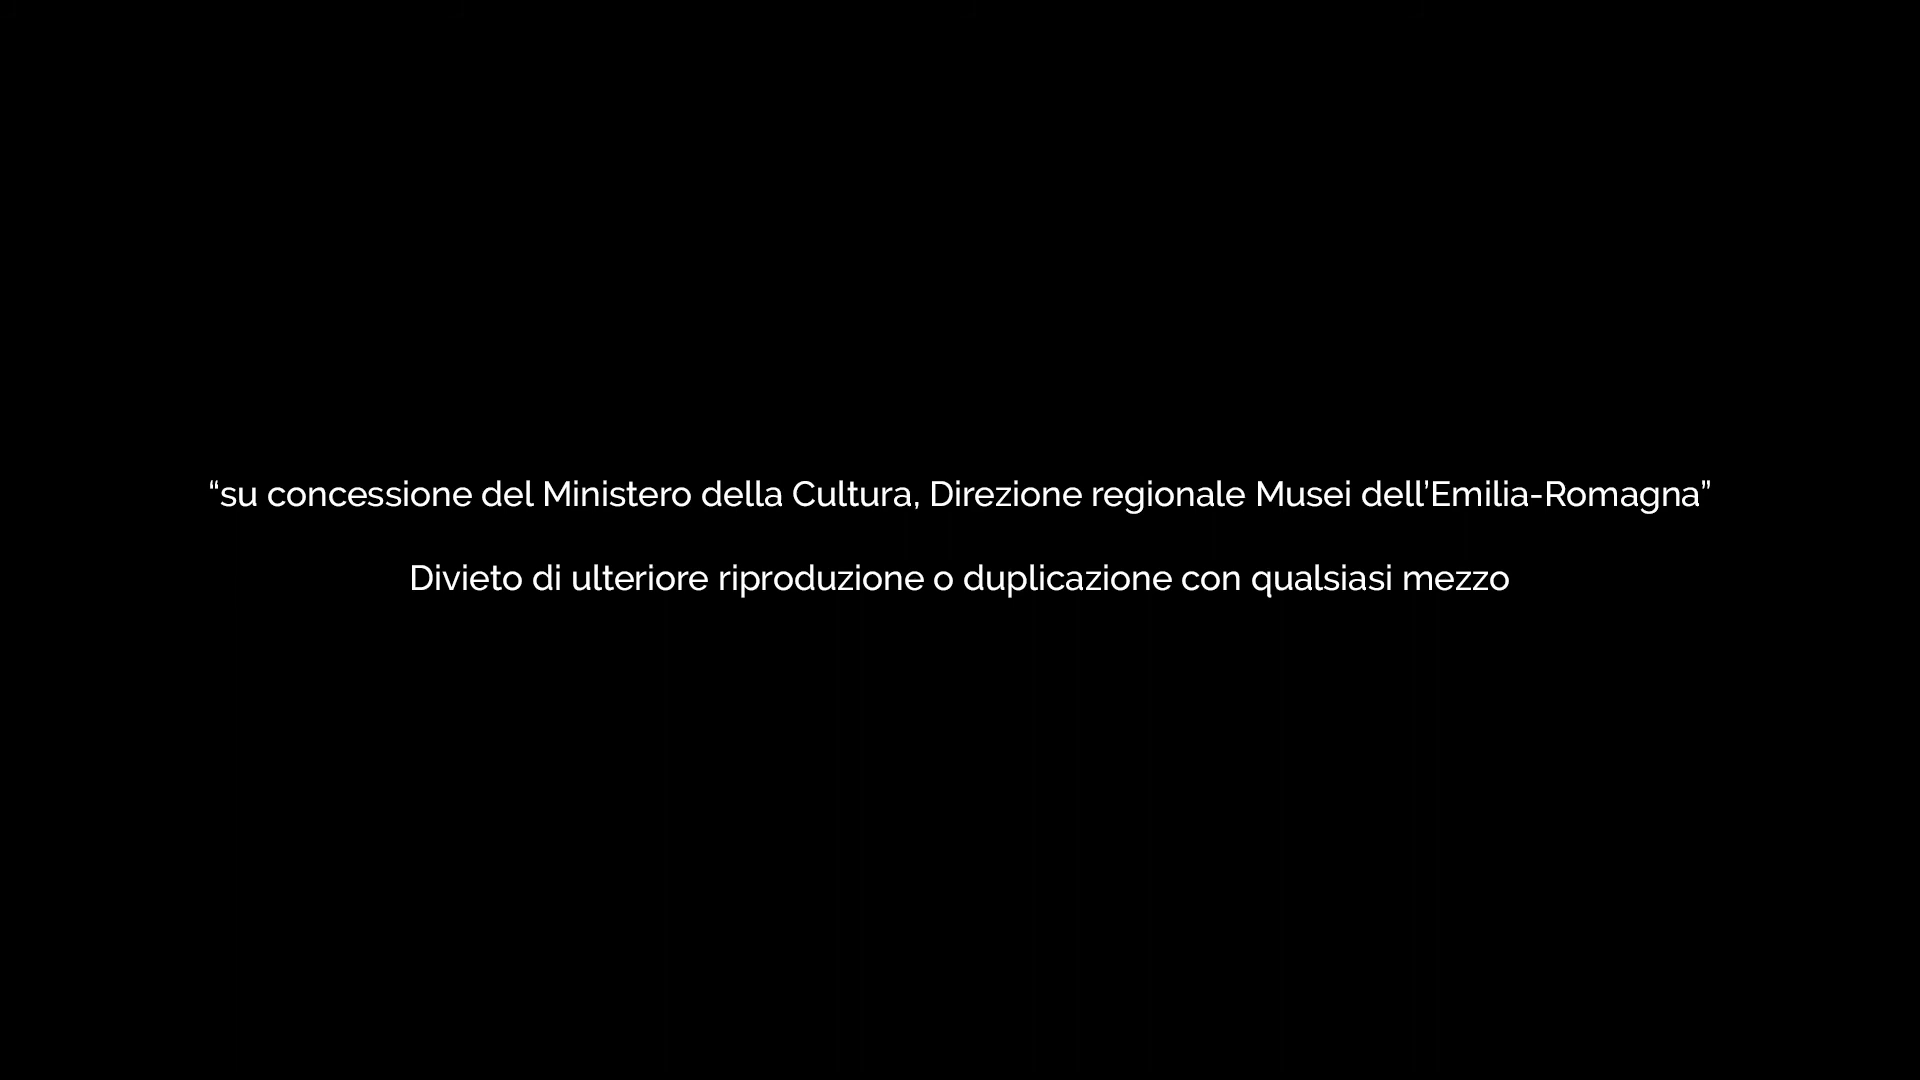 “su concessione del Ministero della Cultura, Direzione regionale Musei dell’Emilia-Romagna”
Divieto di ulteriore riproduzione o duplicazione con qualsiasi mezzo